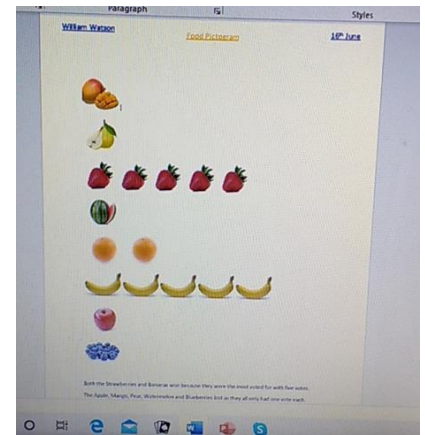 Paragraph
Styles
William Watson
Food Pictogram
16th June
Both the Strawberries and Bananas won because they were the most voted for with five votes.
The Apple, Mango, Pear, Watermelon and Blueberries lost as they all only had one vote each.